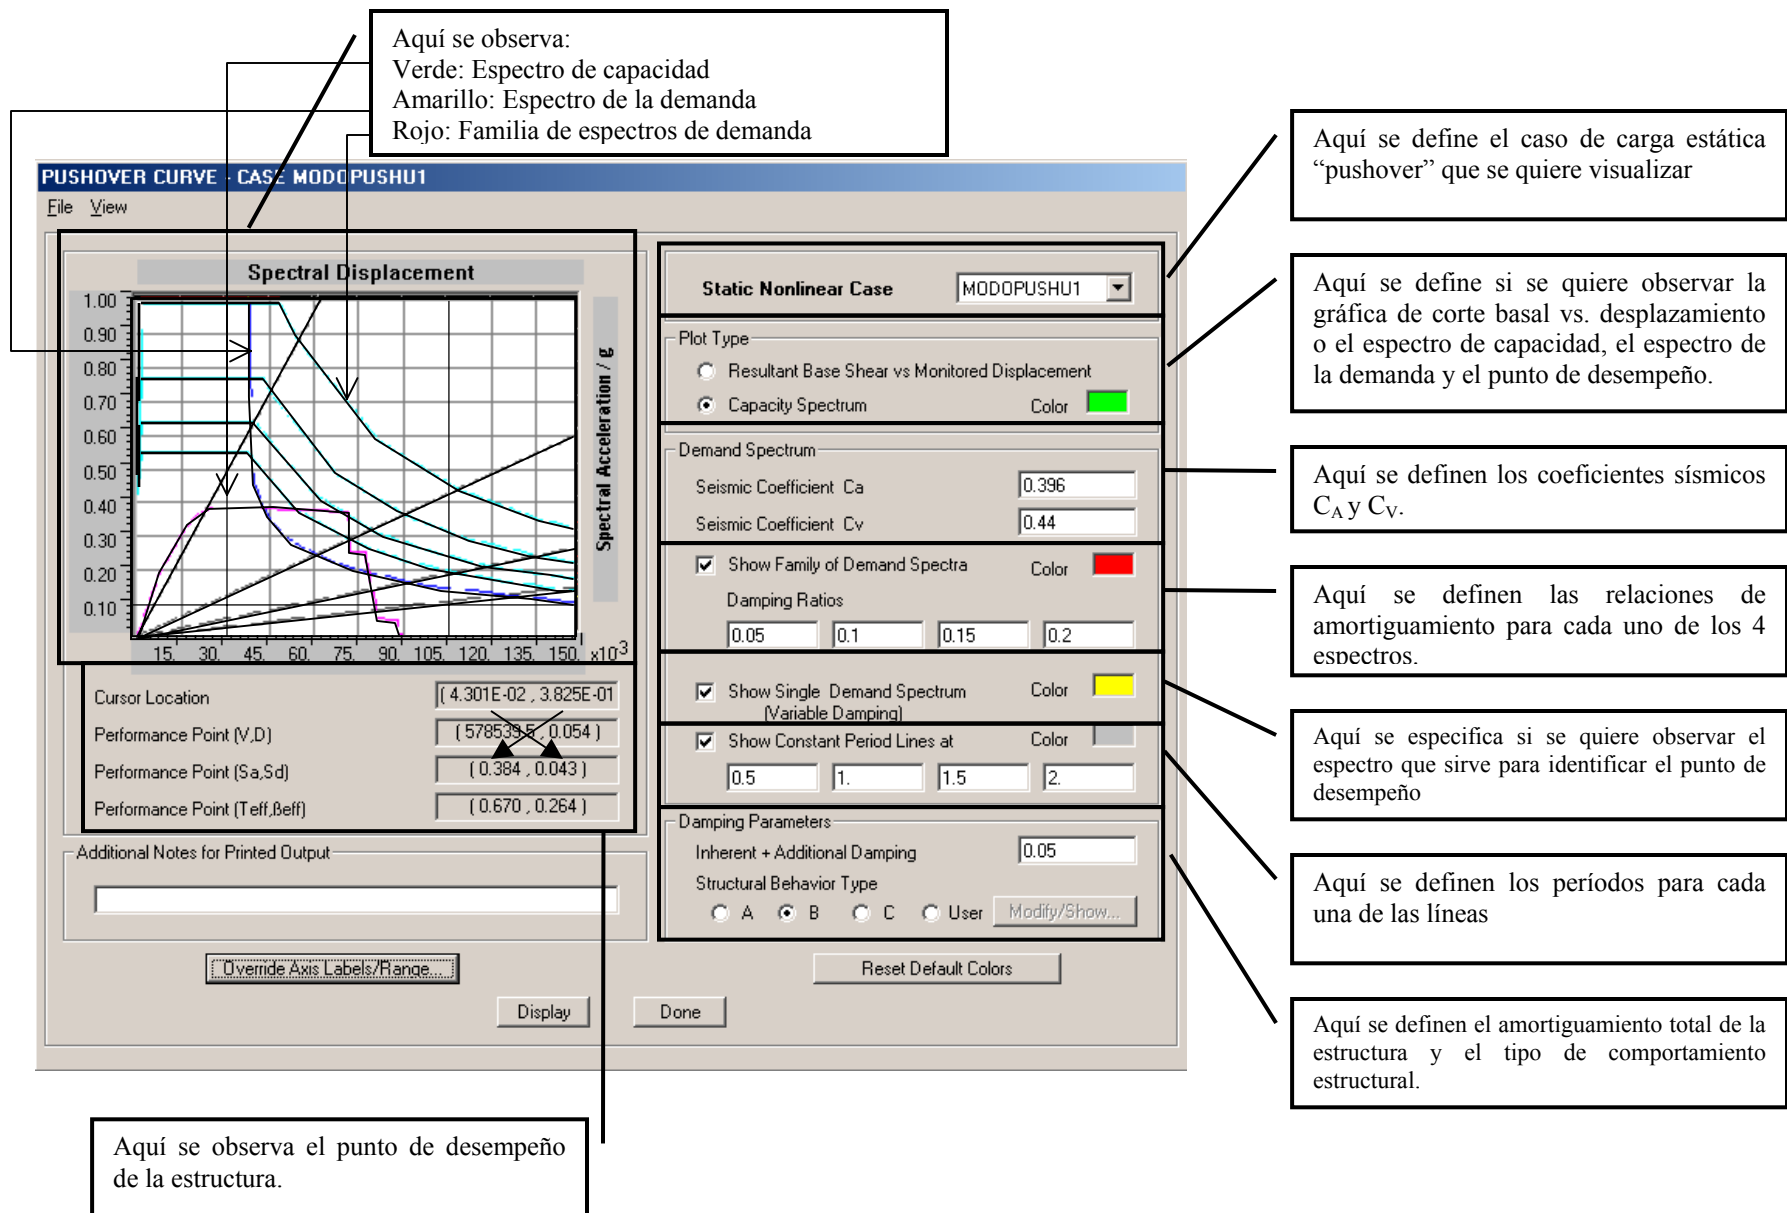 Aquí se observa:
Verde: Espectro de capacidad
Amarillo: Espectro de la demanda
Rojo: Familia de espectros de demanda
PUSHOVER CURVE - CASE MODOPUSHU1
File View
Spectral Displacement
1.00
0.90
0.80
0.70
0.60
0.50
0.40
0.30
0.20
0.10
15. 30. 45. 60. 75. 90. 105. 120. 135. 150. x10-3
Spectral Acceleration / g
Cursor Location
( 4.301E-02 , 3.825E-01
Performance Point (V,D)
( 578539.5 , 0.054 )
Performance Point (Sa,Sd)
( 0.384 , 0.043 )
Performance Point (Teff,βeff)
( 0.670 , 0.264 )
Additional Notes for Printed Output
Override Axis Labels/Range...
Static Nonlinear Case MODOPUSHU1
Plot Type
Resultant Base Shear vs Monitored Displacement
Capacity Spectrum Color
Demand Spectrum
Seismic Coefficient Ca 0.396
Seismic Coefficient Cv 0.44
Show Family of Demand Spectra Color
Damping Ratios
0.05 0.1 0.15 0.2
Show Single Demand Spectrum Color
(Variable Damping)
Show Constant Period Lines at Color
0.5 1. 1.5 2.
Damping Parameters
Inherent + Additional Damping 0.05
Structural Behavior Type
A B C User Modify/Show...
Reset Default Colors
Display Done
Aquí se define el caso de carga estática
“pushover” que se quiere visualizar
Aquí se define si se quiere observar la
gráfica de corte basal vs. desplazamiento
o el espectro de capacidad, el espectro de
la demanda y el punto de desempeño.
Aquí se definen los coeficientes sísmicos
CA y CV.
Aquí se definen las relaciones de
amortiguamiento para cada uno de los 4
espectros.
Aquí se especifica si se quiere observar el
espectro que sirve para identificar el punto de
desempeño
Aquí se definen los períodos para cada
una de las líneas
Aquí se definen el amortiguamiento total de la
estructura y el tipo de comportamiento
estructural.
Aquí se observa el punto de desempeño
de la estructura.